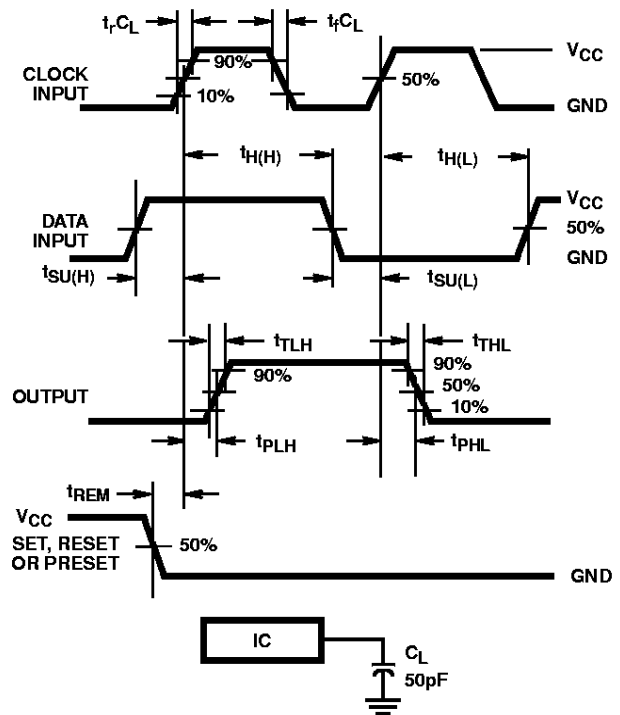 trCL tfCL
CLOCK INPUT 90% 10% 50% VCC GND
tH(H) tH(L)
DATA INPUT VCC 50% GND
tSU(H) tSU(L)
tTLH tTHL
OUTPUT 90% 90% 50% 10%
tPLH tPHL
tREM
VCC
SET, RESET 50%
OR PRESET GND
IC
CL
50pF